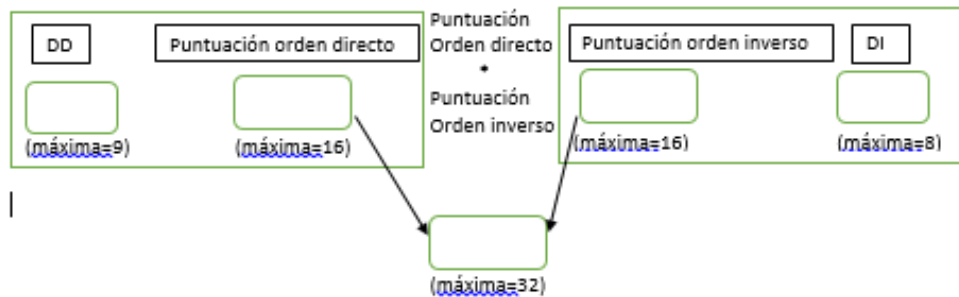 DD
Puntuación orden directo
(máxima=9)
(máxima=16)
Puntuación
Orden directo
*
Puntuación
Orden inverso
Puntuación orden inverso
DI
(máxima=16)
(máxima=8)
(máxima=32)